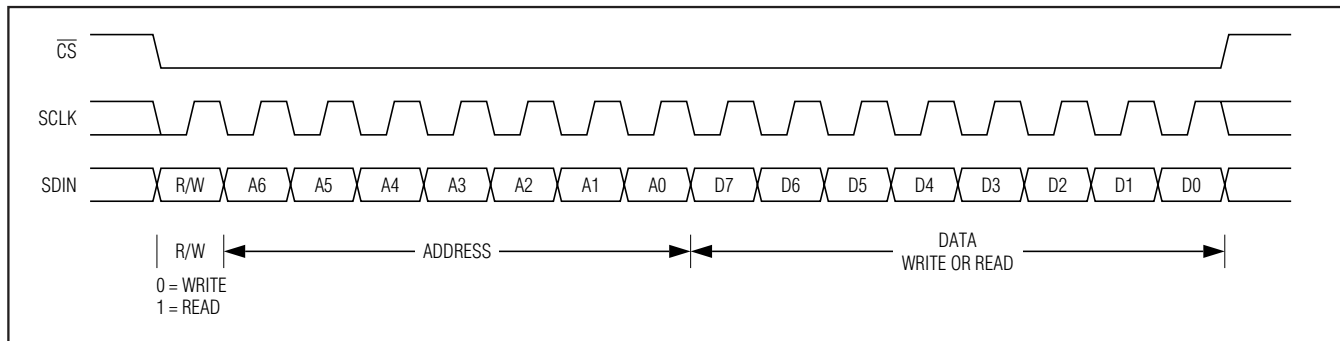 CS
SCLK
SDIN R/W A6 A5 A4 A3 A2 A1 A0 D7 D6 D5 D4 D3 D2 D1 D0
R/W ADDRESS DATA
WRITE OR READ
0 = WRITE
1 = READ